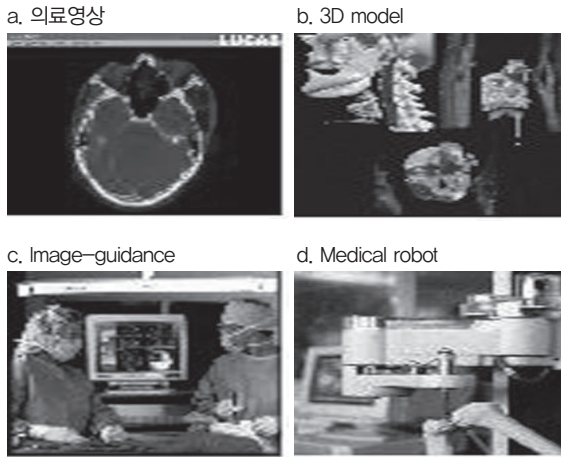 a. 의료영상
b. 3D model
LUCAS
c. Image-guidance
d. Medical robot